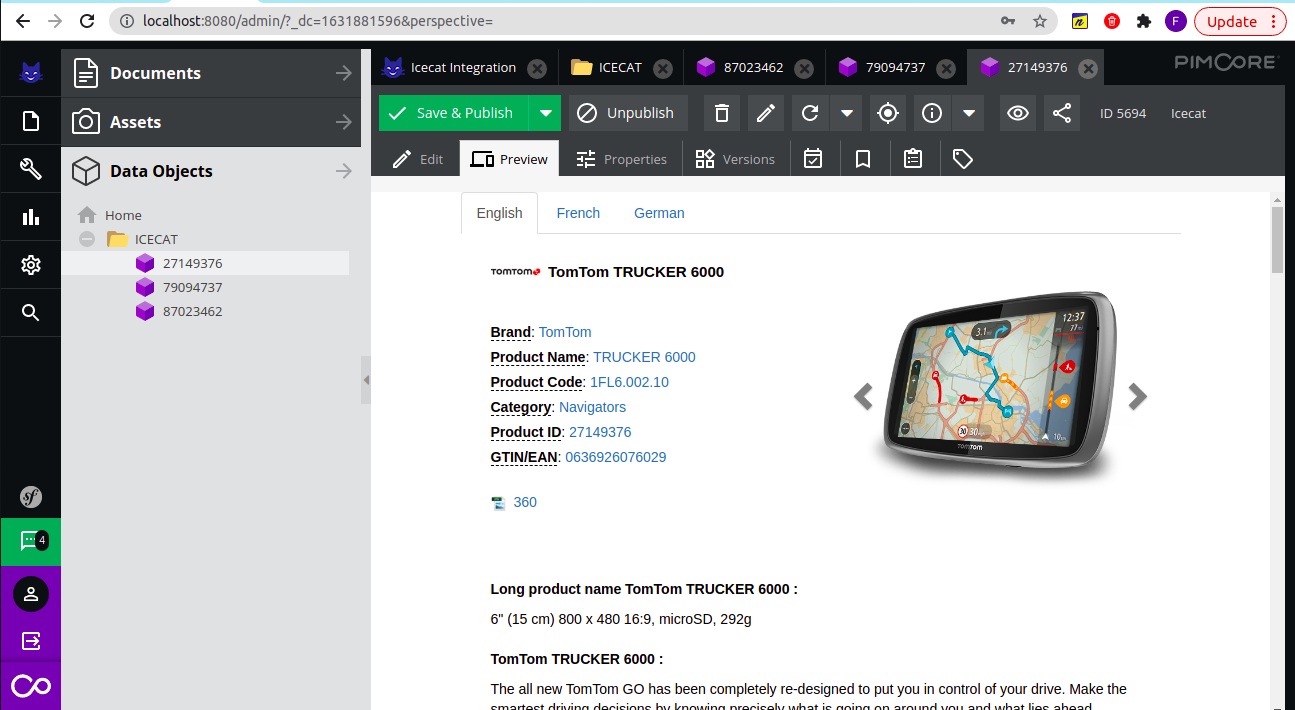 localhost:8080/admin/?_dc=1631881596&perspective=
F
Update
Documents
Assets
Data Objects
Home
ICECAT
27149376
79094737
87023462
sf
4
Icecat Integration
ICECAT
87023462
79094737
27149376
PIMCORE
Save & Publish
Unpublish
ID 5694
Icecat
Edit
Preview
Properties
Versions
English
French
German
TOMTOM
TomTom TRUCKER 6000
Brand: TomTom
Product Name: TRUCKER 6000
Product Code: 1FL6.002.10
Category: Navigators
Product ID: 27149376
GTIN/EAN: 0636926076029
360
12:37
3.1
77
30
10
TOMTOM
Long product name TomTom TRUCKER 6000 :
6" (15 cm) 800 x 480 16:9, microSD, 292g
TomTom TRUCKER 6000 :
The all new TomTom GO has been completely re-designed to put you in control of your drive. Make the
smartest driving decisions by knowing precisely what is going on around you and what lies ahead.